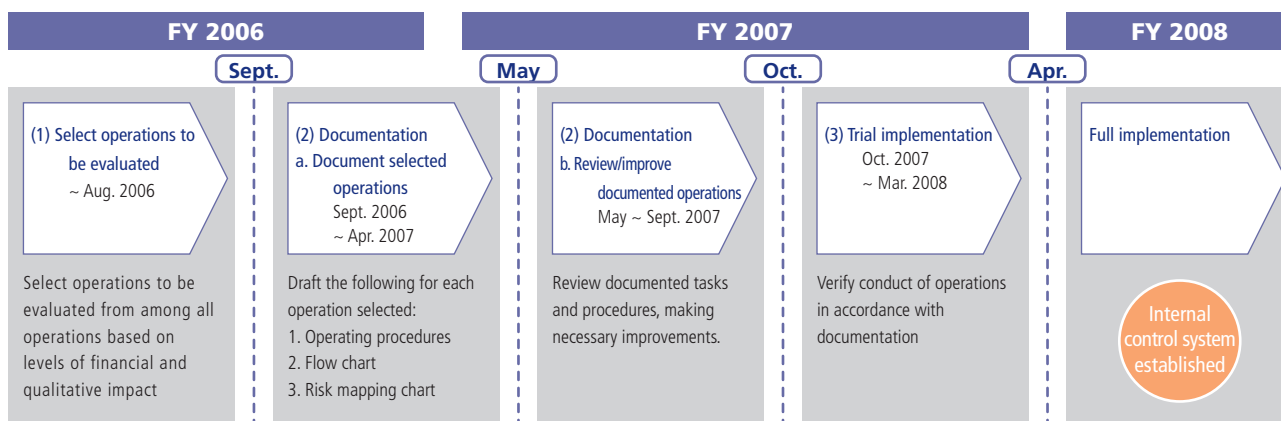 FY 2006
FY 2007
FY 2008
Sept.
May
Oct.
Apr.
(1) Select operations to
be evaluated
~ Aug. 2006
Select operations to be
evaluated from among all
operations based on
levels of financial and
qualitative impact
(2) Documentation
a. Document selected
operations
Sept. 2006
~ Apr. 2007
Draft the following for each
operation selected:
1. Operating procedures
2. Flow chart
3. Risk mapping chart
(2) Documentation
b. Review/improve
documented operations
May ~ Sept. 2007
Review documented tasks
and procedures, making
necessary improvements.
(3) Trial implementation
Oct. 2007
~ Mar. 2008
Verify conduct of operations
in accordance with
documentation
Full implementation
Internal
control system
established